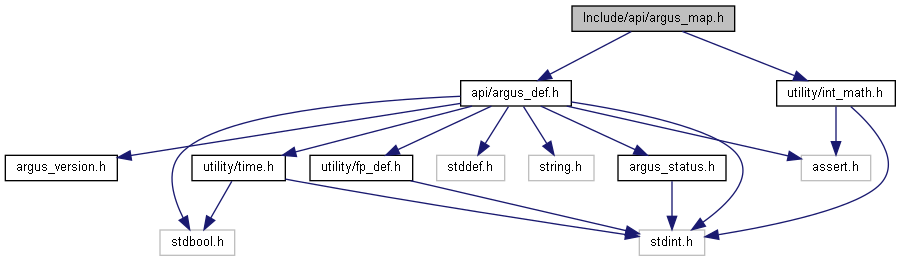 Include/api/argus_map.h
api/argus_def.h
utility/int_math.h
argus_version.h
utility/time.h
utility/fp_def.h
stddef.h
string.h
argus_status.h
assert.h
stdbool.h
stdint.h